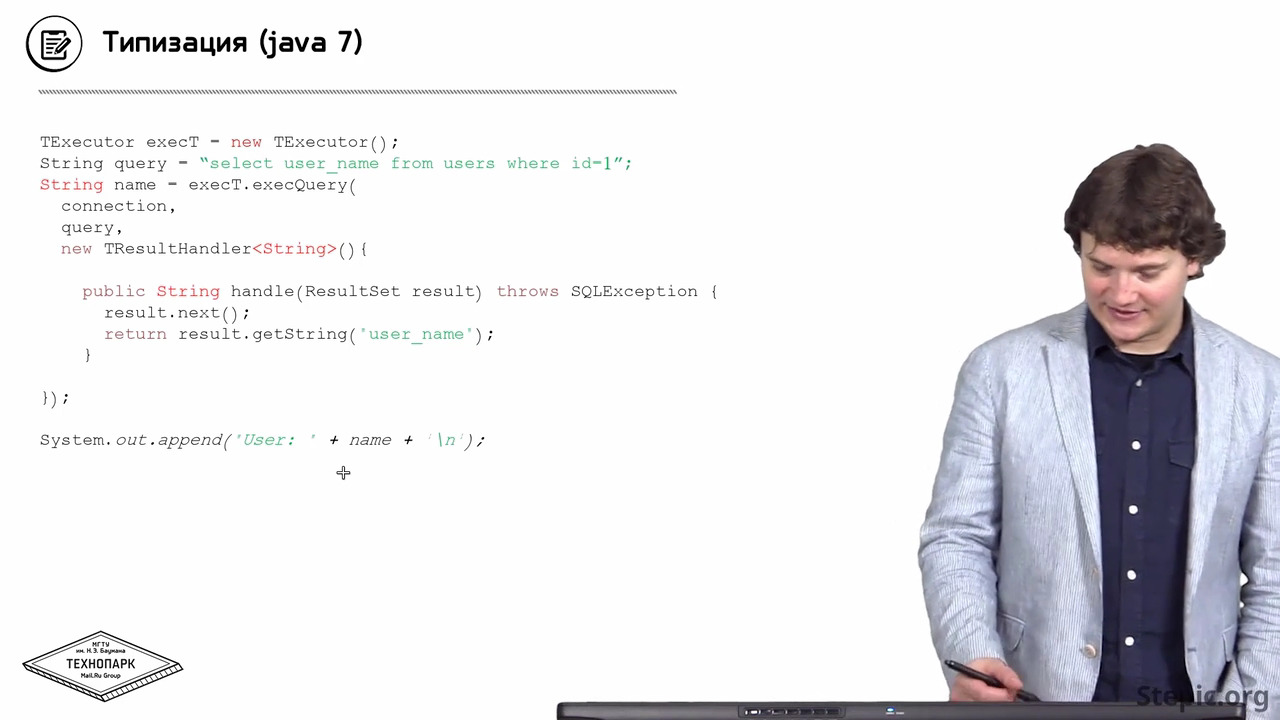 Типизация (java 7)
TExecutor execT = new TExecutor();
String query = “select user_name from users where id=1”;
String name = execT.execQuery(
connection,
query,
new TResultHandler<String>(){
public String handle(ResultSet result) throws SQLException {
result.next();
return result.getString("user_name");
}
});
System.out.append("User: " + name + '\n');
МГТУ
им. Н.Э. Баумана
ТЕХНОПАРК
Mail.Ru Group
Stepic.org